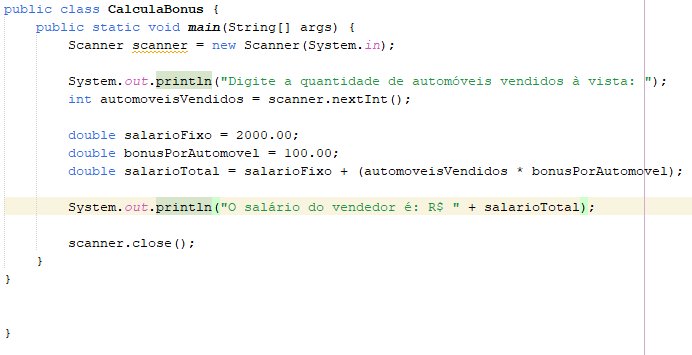 public class CalculaBonus {
    public static void main(String[] args) {
        Scanner scanner = new Scanner(System.in);
        System.out.println("Digite a quantidade de automóveis vendidos à vista: ");
        int automoveisVendidos = scanner.nextInt();
        double salarioFixo = 2000.00;
        double bonusPorAutomovel = 100.00;
        double salarioTotal = salarioFixo + (automoveisVendidos * bonusPorAutomovel);
        System.out.println("O salário do vendedor é: R$ " + salarioTotal);
        scanner.close();
    }
}
}